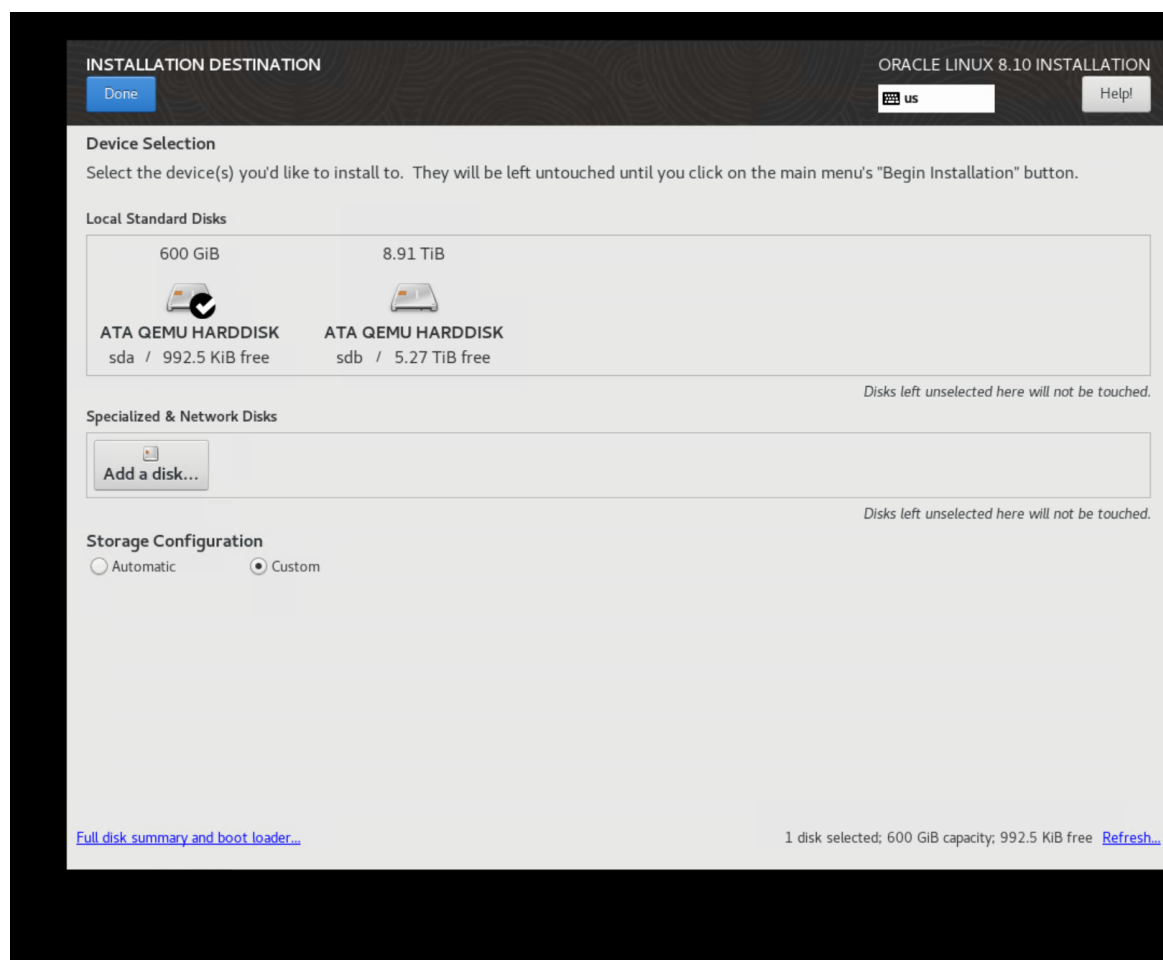 INSTALLATION DESTINATION
ORACLE LINUX 8.10 INSTALLATION
Done
us
Help!
Device Selection
Select the device(s) you'd like to install to. They will be left untouched until you click on the main menu's "Begin Installation" button.
Local Standard Disks
600 GiB
8.91 TiB
ATA QEMU HARDDISK
ATA QEMU HARDDISK
sda / 992.5 KiB free
sdb / 5.27 TiB free
Disks left unselected here will not be touched.
Specialized & Network Disks
Add a disk...
Disks left unselected here will not be touched.
Storage Configuration
Automatic
Custom
Full disk summary and boot loader...
1 disk selected; 600 GiB capacity; 992.5 KiB free Refresh...